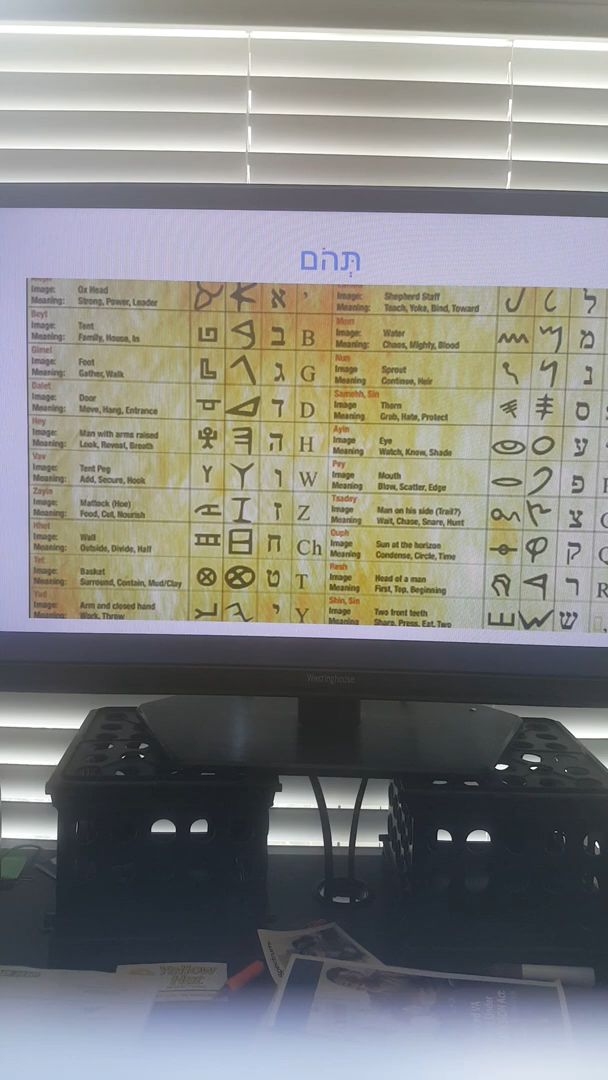 תְּהֹם
Image: Ox Head
Meaning: Strong, Power, Leader
א
Beyt
Image: Tent
Meaning: Family, House, In
ב B
Gimel
Image: Foot
Meaning: Gather, Walk
ג G
Dalet
Image: Door
Meaning: Move, Hang, Entrance
ד D
Hey
Image: Man with arms raised
Meaning: Look, Reveal, Breath
ה H
Vav
Image: Tent Peg
Meaning: Add, Secure, Hook
ו W
Zayin
Image: Mattock (Hoe)
Meaning: Food, Cut, Nourish
ז Z
Hhet
Image: Wall
Meaning: Outside, Divide, Half
ח Ch
Tet
Image: Basket
Meaning: Surround, Contain, Mud/Clay
ט T
Yud
Image: Arm and closed hand
Meaning: Work, Throw
י Y
Image: Shepherd Staff
Meaning: Teach, Yoke, Bind, Toward
ל
Mem
Image: Water
Meaning: Chaos, Mighty, Blood
מ
Nun
Image Sprout
Meaning Continue, Heir
נ
Samehh, Sin
Image Thorn
Meaning: Grab, Hate, Protect
ס
Ayin
Image: Eye
Meaning: Watch, Know, Shade
ע
Pey
Image: Mouth
Meaning: Blow, Scatter, Edge
פ
Tsadey
Image Man on his side (Trail?)
Meaning: Wait, Chase, Snare, Hunt
צ
Quph
Image: Sun at the horizon
Meaning: Condense, Circle, Time
ק
Resh
Image: Head of a man
Meaning: First, Top, Beginning
ר R
Shin, Sin
Image: Two front teeth
Meaning: Sharp, Press, Eat, Two
ש
Westinghouse
Yellow
Spectrum